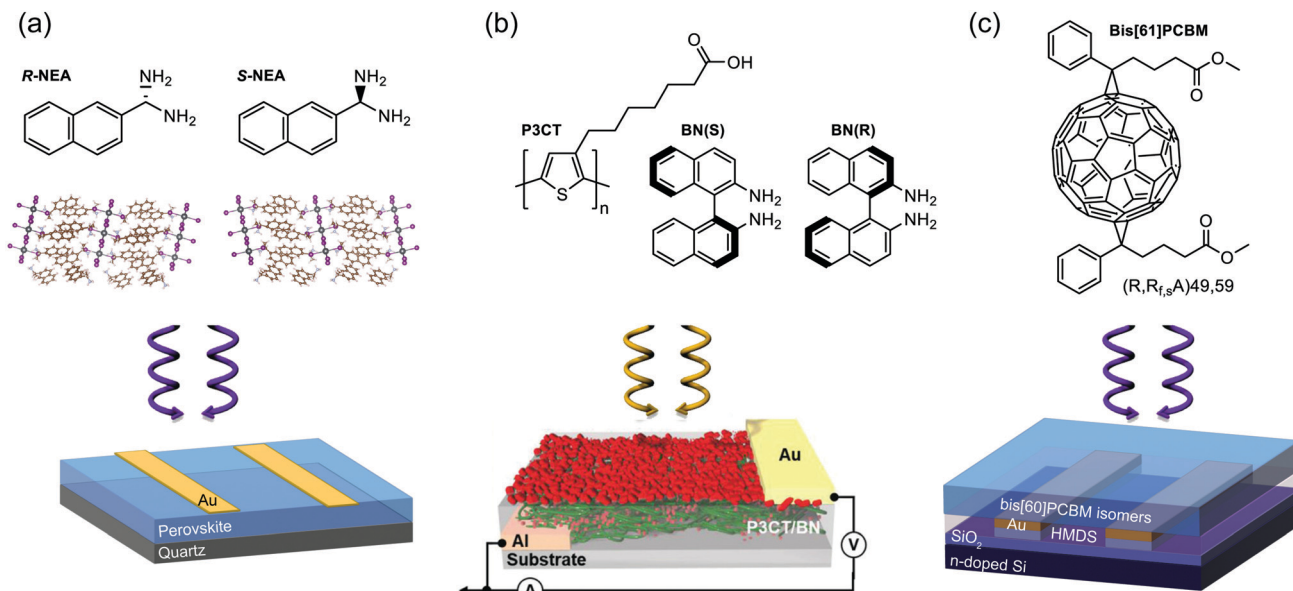 (a)
R-NEA
NH2
NH2
S-NEA
NH2
NH2
Au
Perovskite
Quartz
(b)
O
OH
P3CT
S
n
BN(S)
NH2
NH2
BN(R)
NH2
NH2
Au
P3CT/BN
Al
Substrate
V
A
(c)
Bis[61]PCBM
O
O
O
O
(R,Rf,sA)49,59
bis[60]PCBM isomers
Au
HMDS
SiO2
n-doped Si